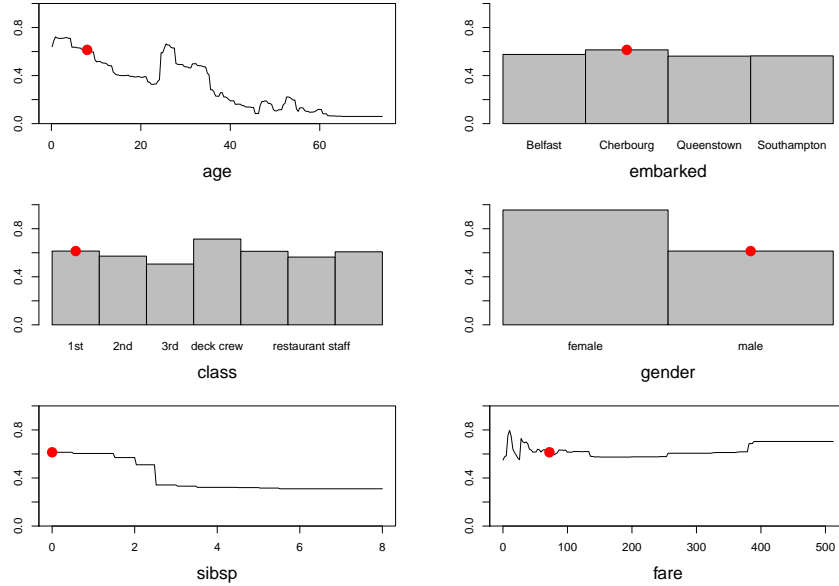 0.0 0.4 0.8
0 20 40 60
age
0.0 0.4 0.8
Belfast Cherbourg Queenstown Southampton
embarked
0.0 0.4 0.8
1st 2nd 3rd deck crew restaurant staff
class
0.0 0.4 0.8
female male
gender
0.0 0.4 0.8
0 2 4 6 8
sibsp
0.0 0.4 0.8
0 100 200 300 400 500
fare